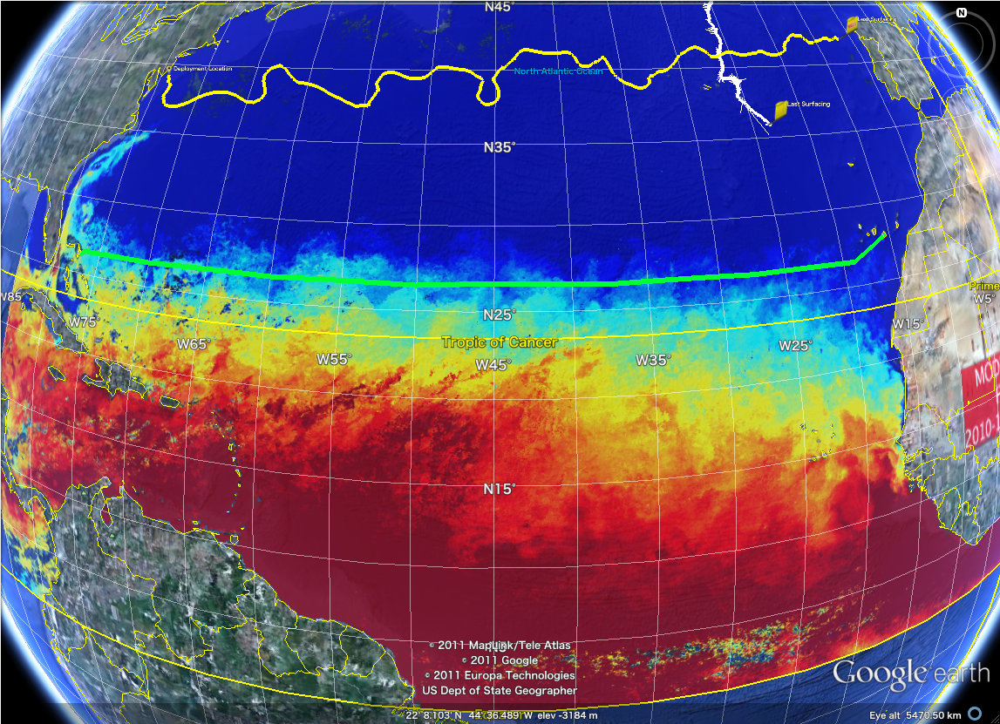 N45°
Last Surfacing
N
Deployment Location
North Atlantic Ocean
Last Surfacing
N35°
Prime
W5°
W85
N25°
W75°
W15°
W65°
Tropic of Cancer
W25°
W55°
W45°
W35°
2010-1
N15°
© 2011 MapLink/Tele Atlas
© 2011 Google
© 2011 Europa Technologies
US Dept of State Geographer
Google earth
22°8.103' N 44°36.489' W elev -3184 m
Eye alt 5470.50 km